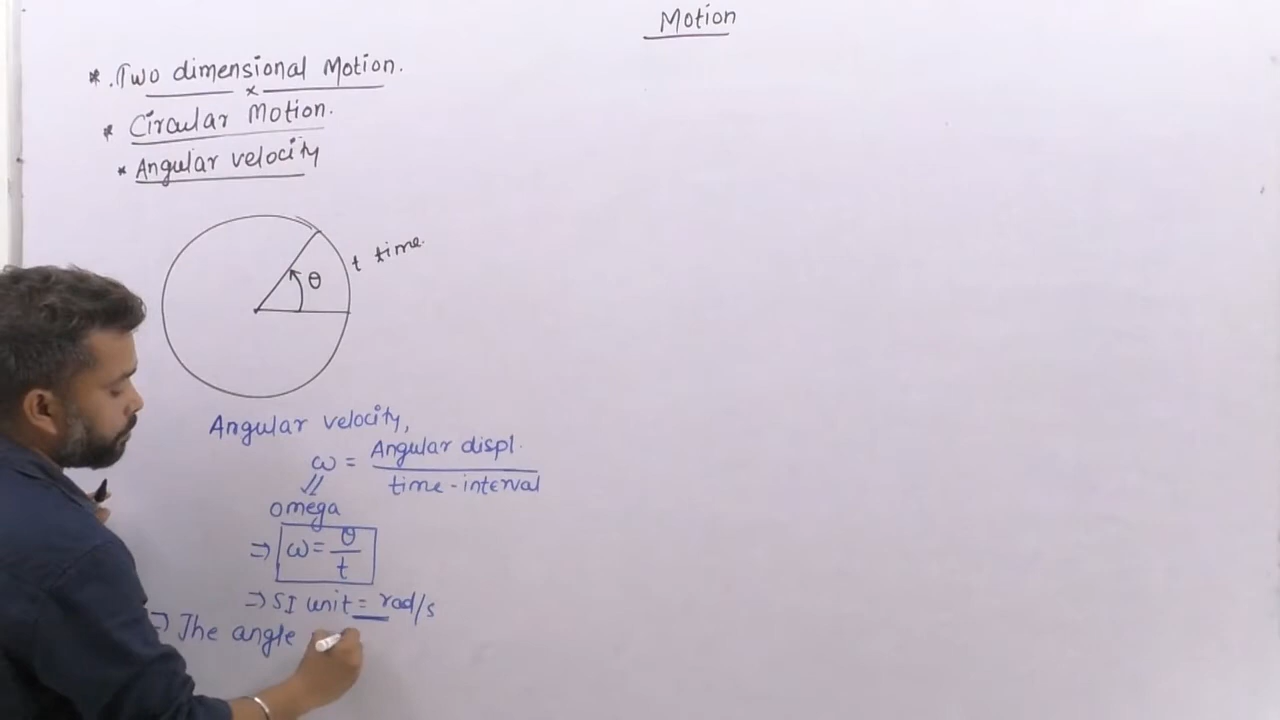 Motion
* . Two dimensional Motion.
* Circular Motion.
* Angular velocity
θ
t time.
Angular velocity,
ω = Angular displ. / time-interval
omega
⇒ ω = θ / t
⇒ SI unit = rad/s
⇒ The angle